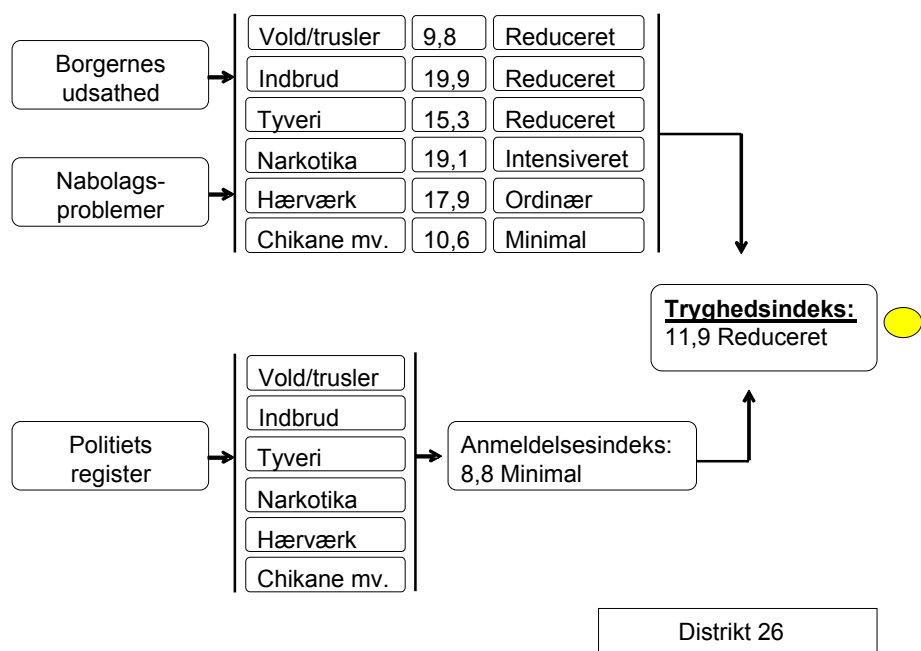 Borgernes
udsathed
Nabolags-
problemer
Vold/trusler 9,8 Reduceret
Indbrud 19,9 Reduceret
Tyveri 15,3 Reduceret
Narkotika 19,1 Intensiveret
Hærværk 17,9 Ordinær
Chikane mv. 10,6 Minimal
Tryghedsindeks:
11,9 Reduceret
Politiets
register
Vold/trusler
Indbrud
Tyveri
Narkotika
Hærværk
Chikane mv.
Anmeldelsesindeks:
8,8 Minimal
Distrikt 26